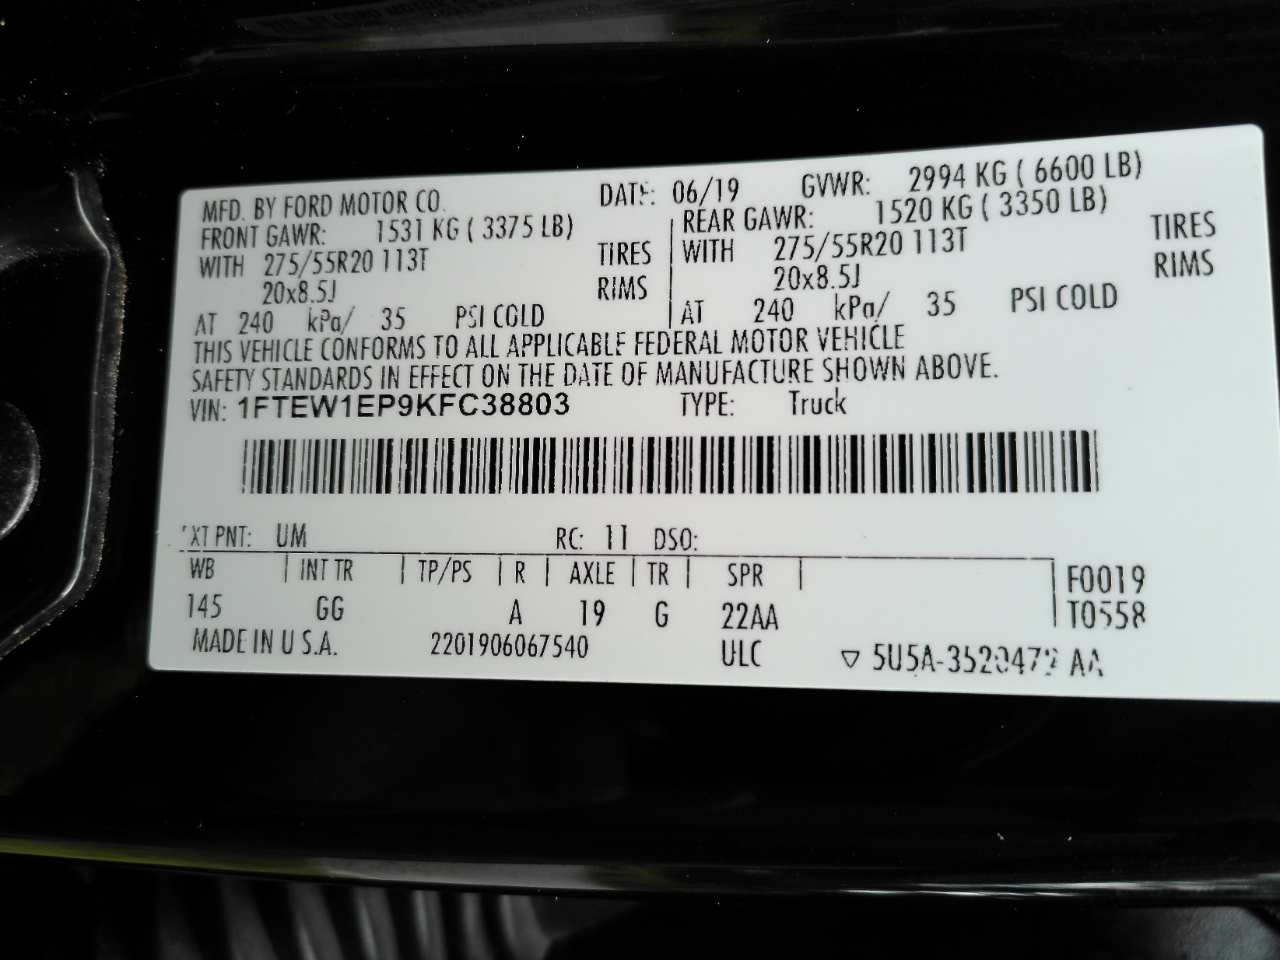 MFD. BY FORD MOTOR CO. DATE: 06/19 GVWR: 2994 KG ( 6600 LB)
FRONT GAWR: 1531 KG ( 3375 LB) REAR GAWR: 1520 KG ( 3350 LB)
WITH 275/55R20 113T TIRES WITH 275/55R20 113T TIRES
20x8.5J RIMS 20x8.5J RIMS
AT 240 kPa/ 35 PSI COLD AT 240 kPa/ 35 PSI COLD
THIS VEHICLE CONFORMS TO ALL APPLICABLE FEDERAL MOTOR VEHICLE
SAFETY STANDARDS IN EFFECT ON THE DATE OF MANUFACTURE SHOWN ABOVE.
VIN: 1FTEW1EP9KFC38803 TYPE: Truck
XT PNT: UM RC: 11 DSO:
WB INT TR TP/PS R AXLE TR SPR F0019
145 GG A 19 G 22AA T0558
MADE IN U.S.A. 2201906067540 ULC ▽ 5U5A-3520472 AA